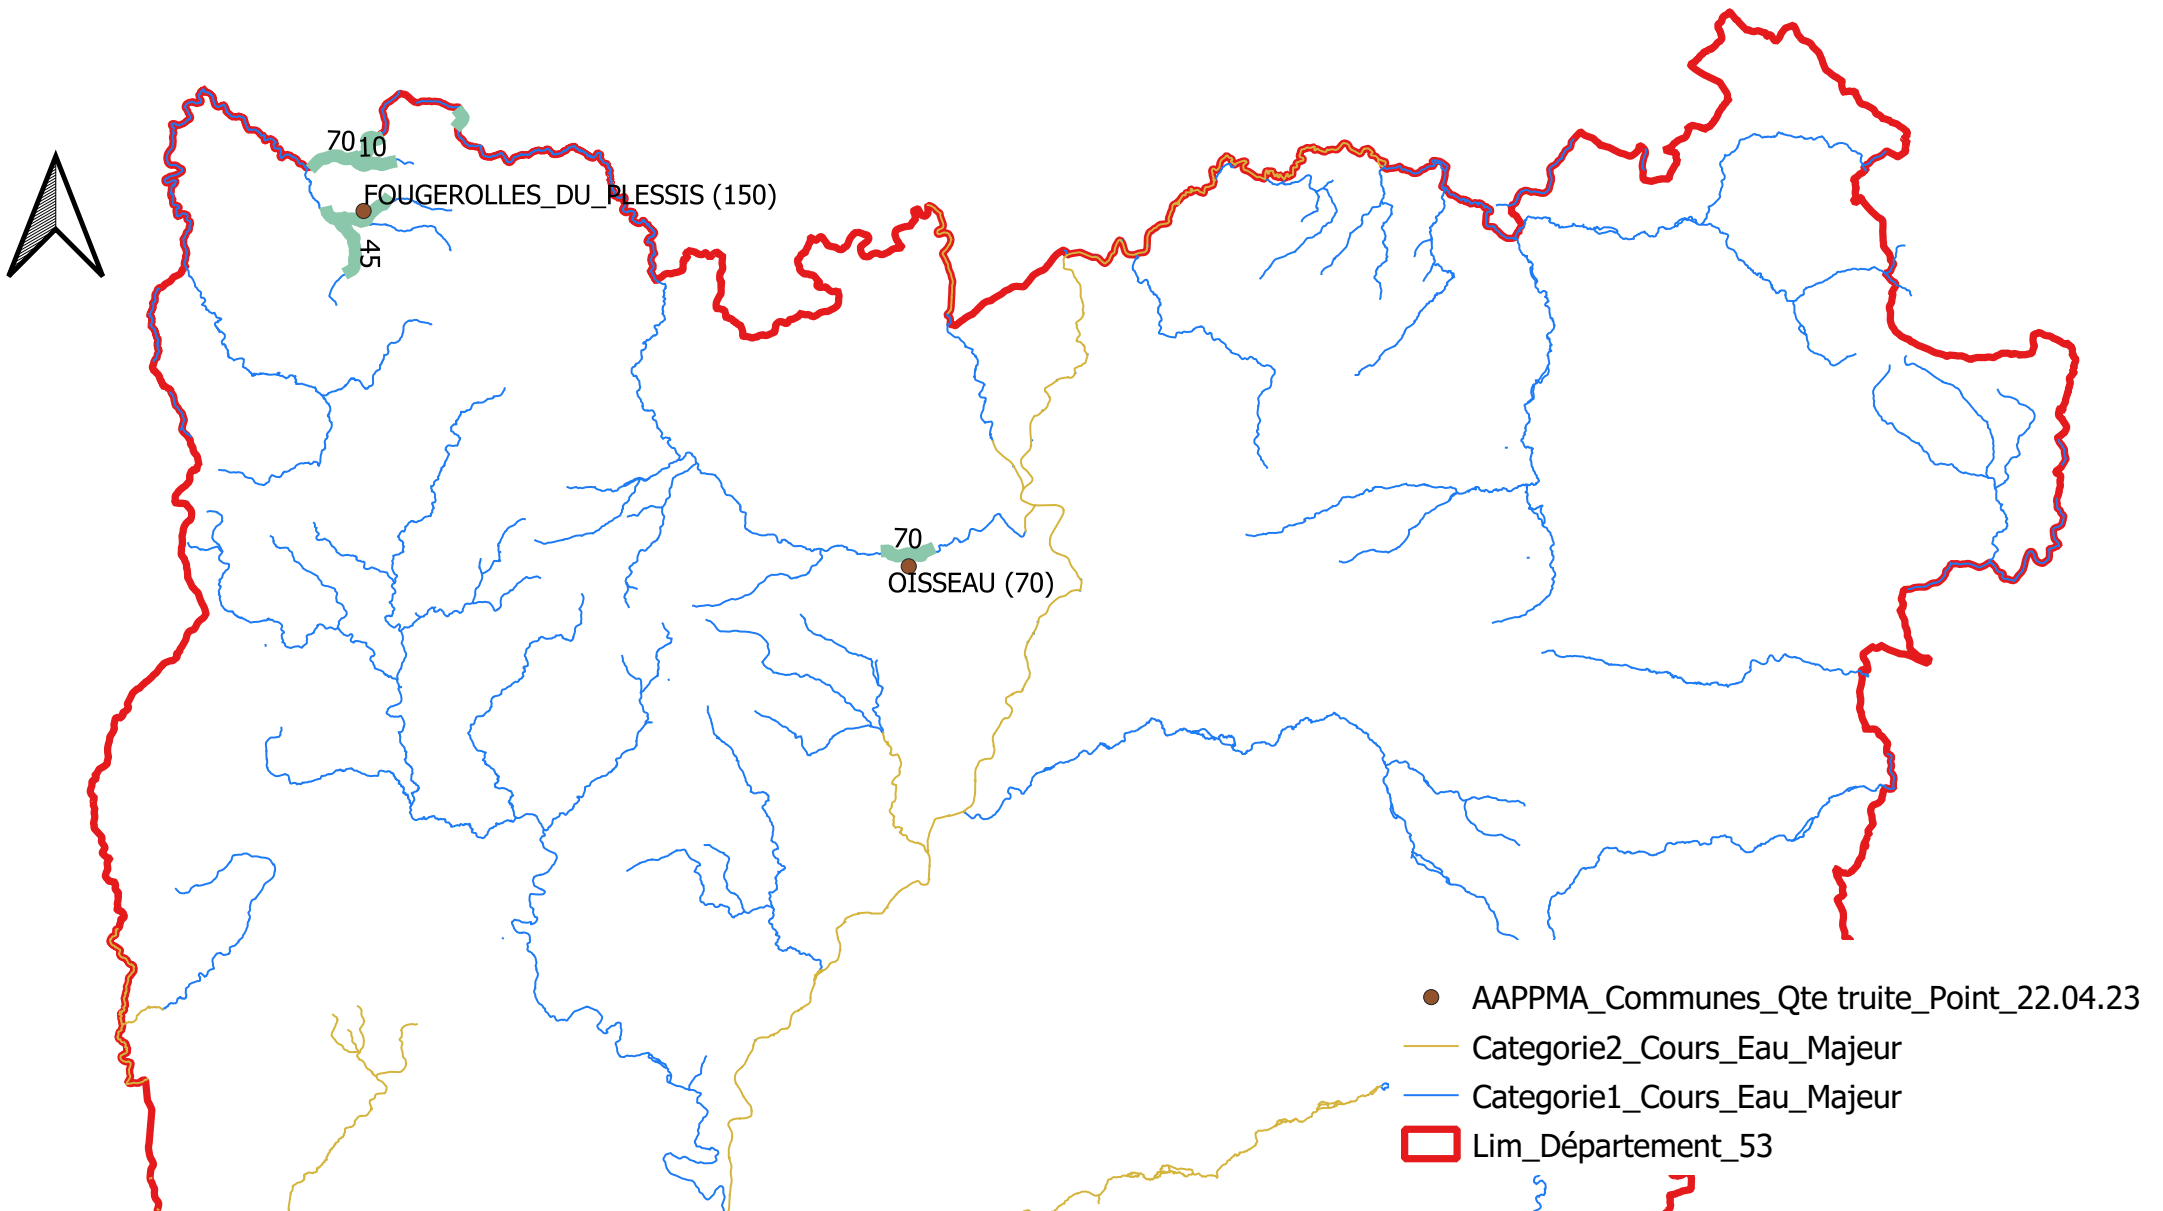 70 10
FOUGEROLLES_DU_PLESSIS (150)
45
70
OISSEAU (70)
AAPPMA_Communes_Qte truite_Point_22.04.23
Categorie2_Cours_Eau_Majeur
Categorie1_Cours_Eau_Majeur
Lim_Département_53